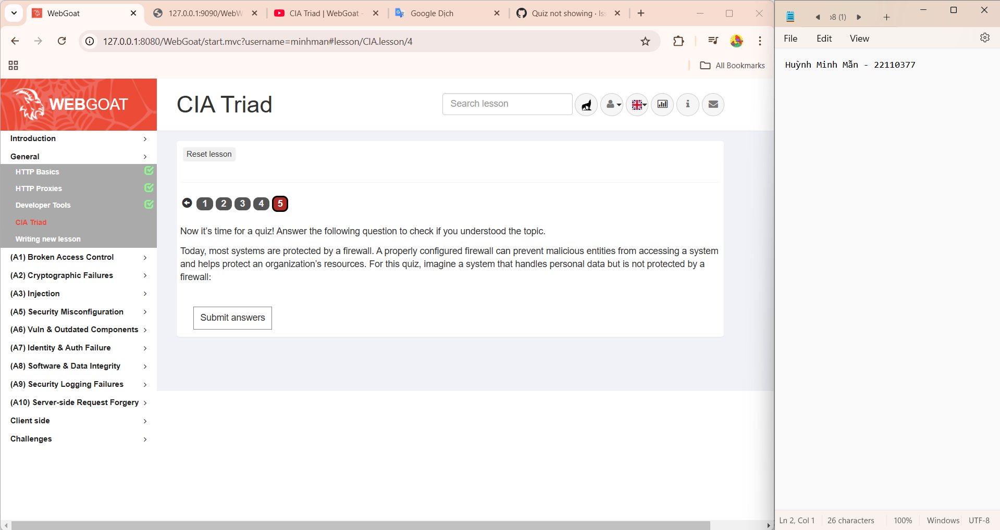 WebGoat
127.0.0.1:9090/WebW
CIA Triad | WebGoat -
Google Dịch
Quiz not showing · Iss
127.0.0.1:8080/WebGoat/start.mvc?username=minhman#lesson/CIA.lesson/4
All Bookmarks
WEBGOAT
CIA Triad
Search lesson
Introduction
General
HTTP Basics
HTTP Proxies
Developer Tools
CIA Triad
Writing new lesson
(A1) Broken Access Control
(A2) Cryptographic Failures
(A3) Injection
(A5) Security Misconfiguration
(A6) Vuln & Outdated Components
(A7) Identity & Auth Failure
(A8) Software & Data Integrity
(A9) Security Logging Failures
(A10) Server-side Request Forgery
Client side
Challenges
Reset lesson
1 2 3 4 5
Now it’s time for a quiz! Answer the following question to check if you understood the topic.
Today, most systems are protected by a firewall. A properly configured firewall can prevent malicious entities from accessing a system
and helps protect an organization’s resources. For this quiz, imagine a system that handles personal data but is not protected by a
firewall:
Submit answers
8 (1)
File Edit View
Huỳnh Minh Mẫn - 22110377
Ln 2, Col 1 26 characters 100% Windows UTF-8